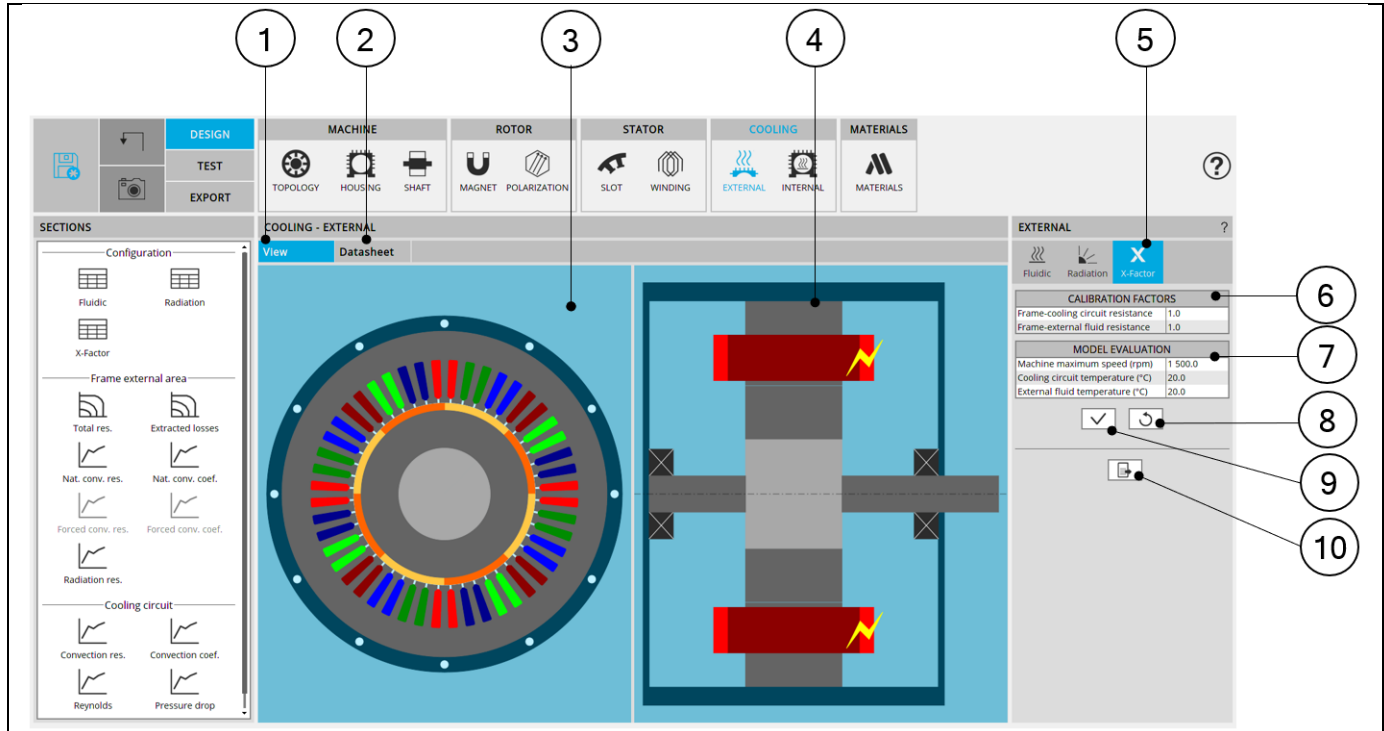 1 2 3 4 5
DESIGN
TEST
EXPORT
MACHINE ROTOR STATOR COOLING MATERIALS
TOPOLOGY HOUSING SHAFT MAGNET POLARIZATION SLOT WINDING EXTERNAL INTERNAL MATERIALS
?
SECTIONS
Configuration
Fluidic Radiation
X-Factor
Frame external area
Total res. Extracted losses
Nat. conv. res. Nat. conv. coef.
Forced conv. res. Forced conv. coef.
Radiation res.
Cooling circuit
Convection res. Convection coef.
Reynolds Pressure drop
COOLING - EXTERNAL
View Datasheet
EXTERNAL ?
X
Fluidic Radiation X-Factor
CALIBRATION FACTORS
Frame-cooling circuit resistance 1.0
Frame-external fluid resistance 1.0
MODEL EVALUATION
Machine maximum speed (rpm) 1 500.0
Cooling circuit temperature (°C) 20.0
External fluid temperature (°C) 20.0
6
7
8
9
10